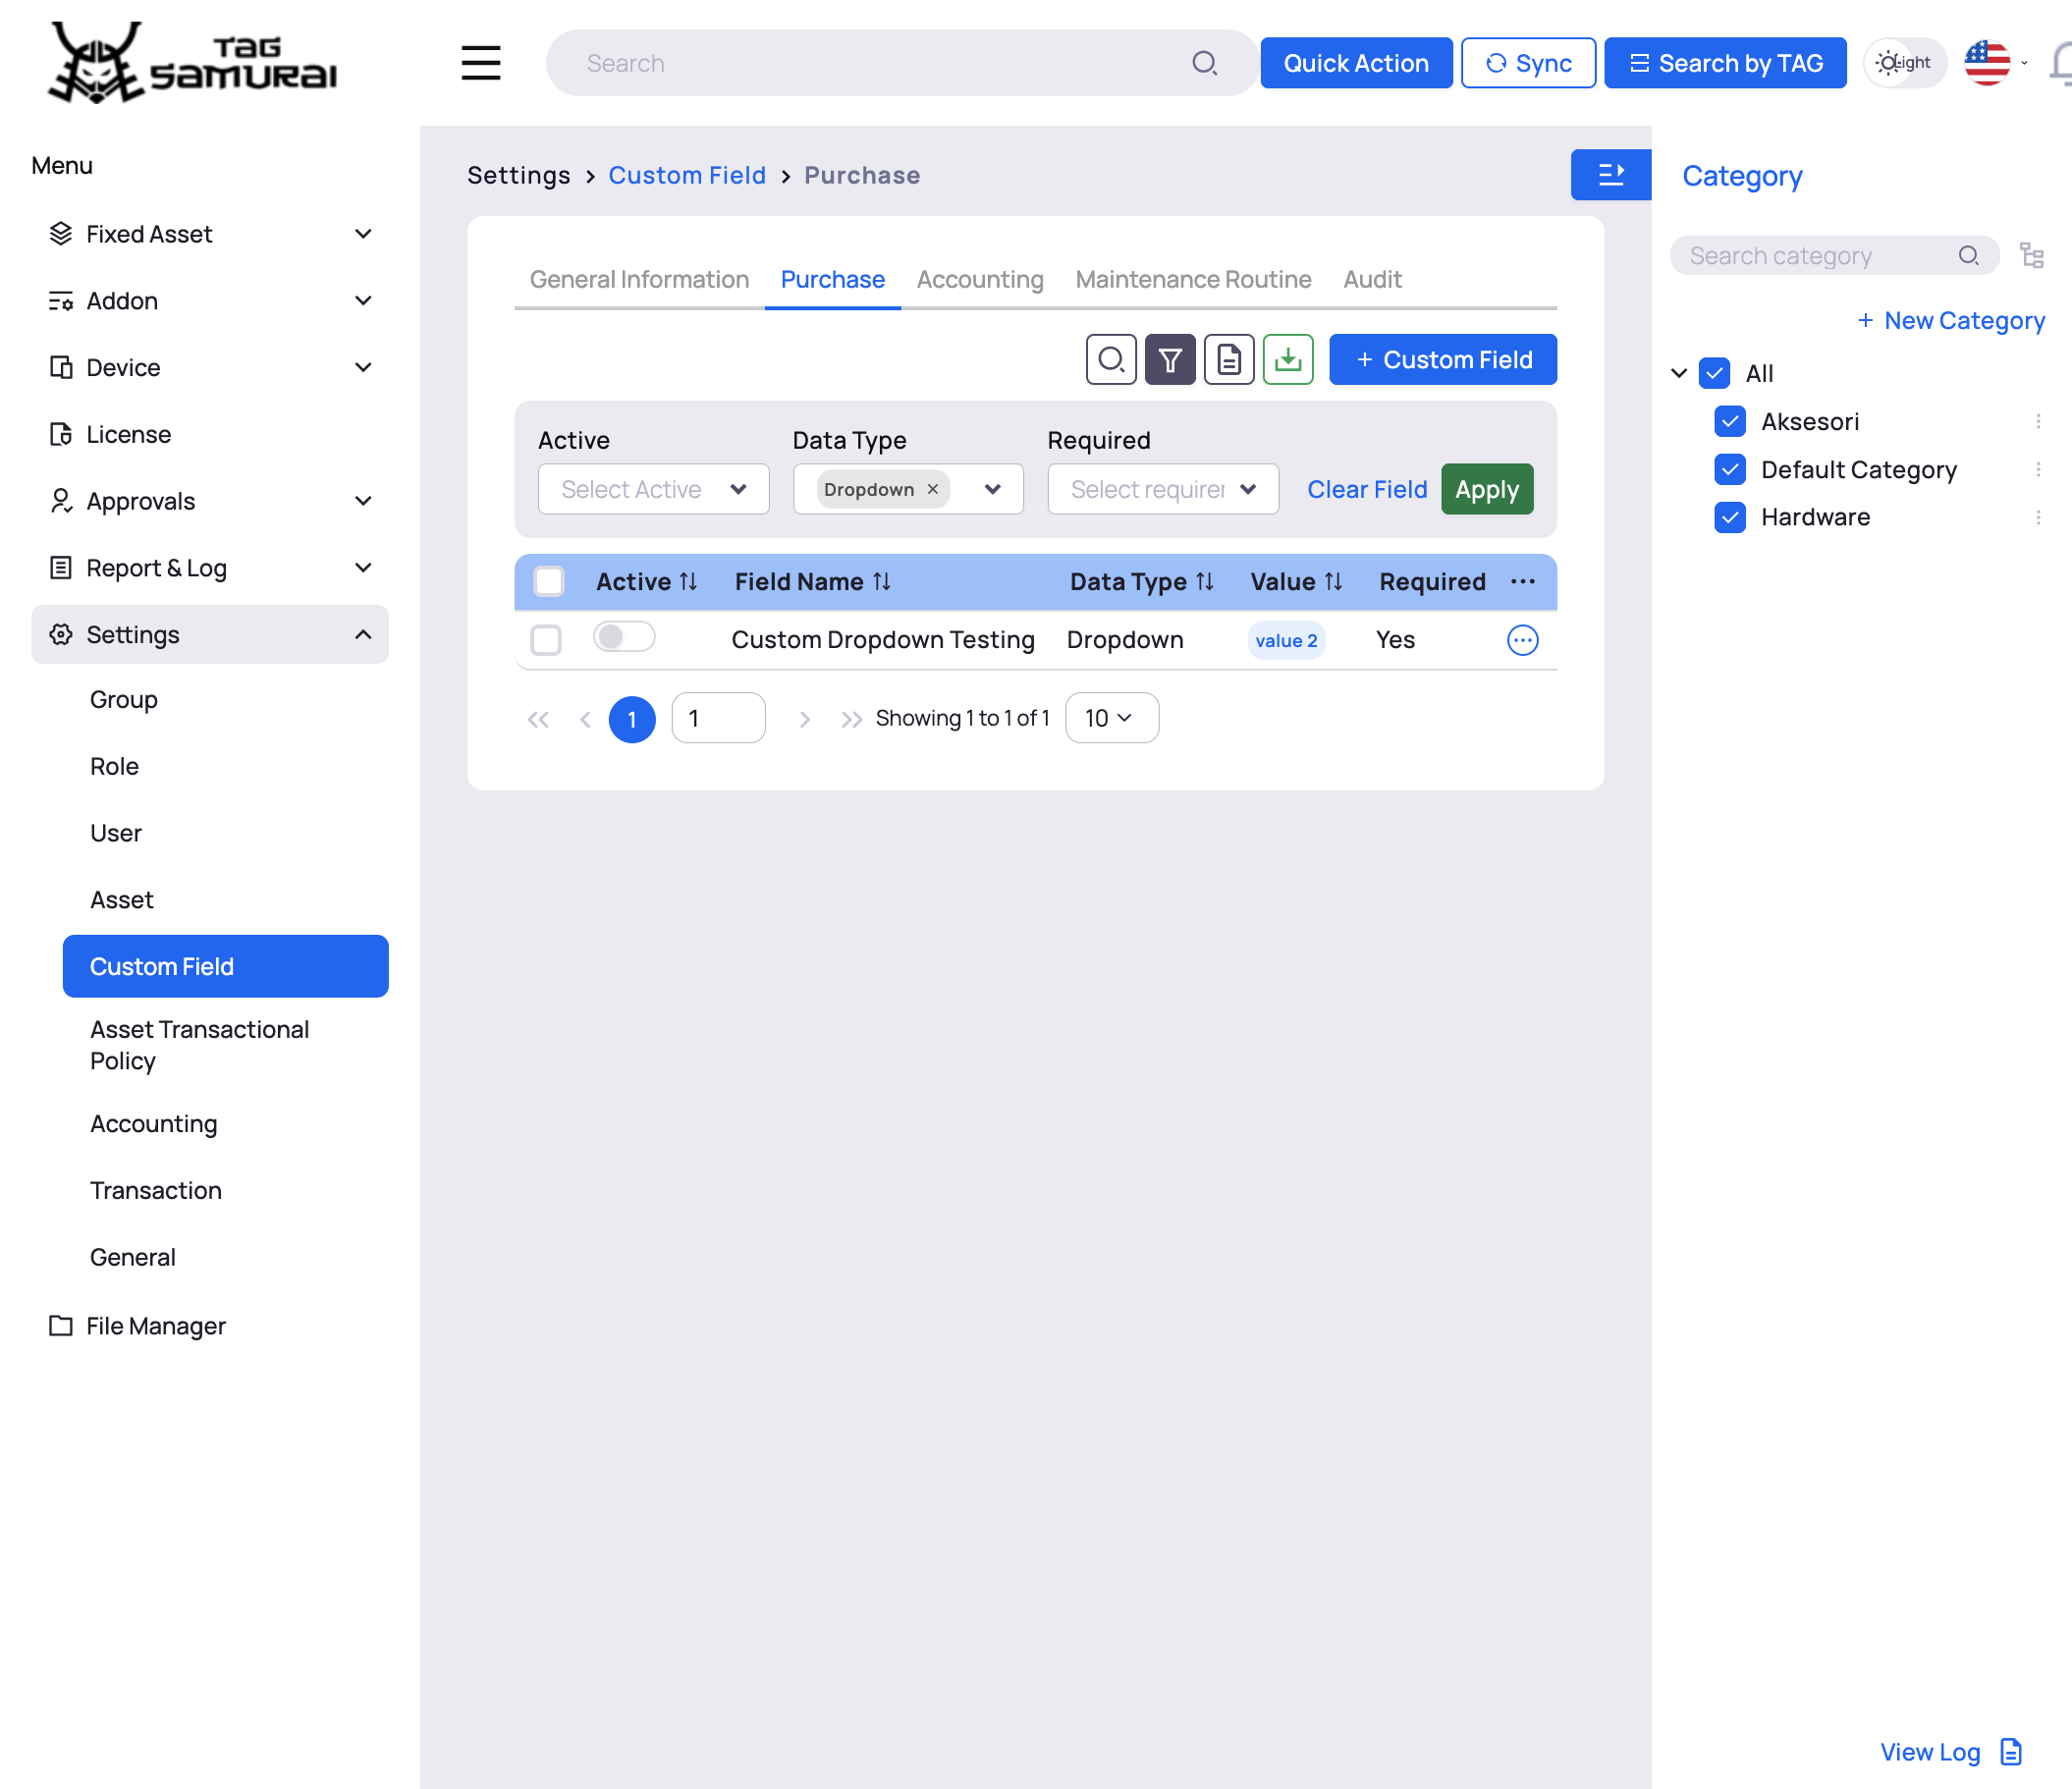 TAG
SAMURAI
Search
Quick Action
Sync
Search by TAG
ight
Menu
Fixed Asset
Addon
Device
License
Approvals
Report & Log
Settings
Group
Role
User
Asset
Custom Field
Asset Transactional
Policy
Accounting
Transaction
General
File Manager
Settings > Custom Field > Purchase
General Information Purchase Accounting Maintenance Routine Audit
+ Custom Field
Active Data Type Required
Select Active Dropdown × Select requirer Clear Field Apply
Active Field Name Data Type Value Required
Custom Dropdown Testing Dropdown value 2 Yes
1 1 Showing 1 to 1 of 1 10
Category
Search category
+ New Category
All
Aksesori
Default Category
Hardware
View Log